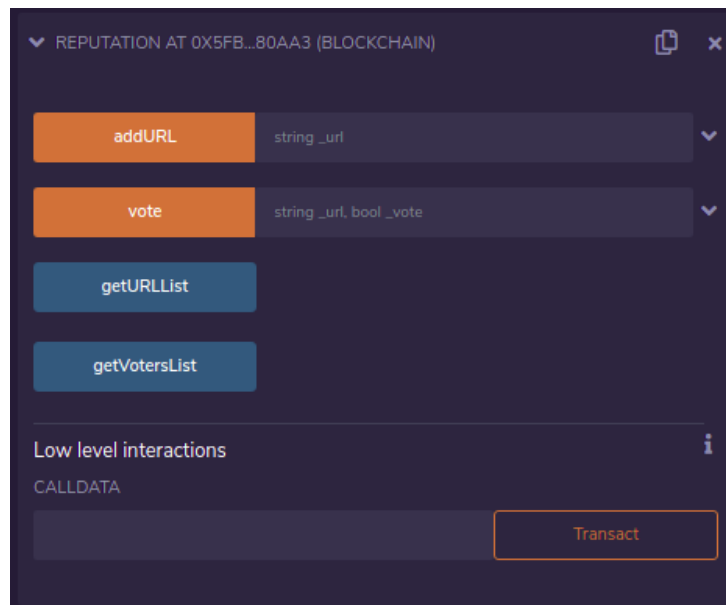 REPUTATION AT 0X5FB...80AA3 (BLOCKCHAIN)
addURL string _url
vote string _url, bool _vote
getURLList
getVotersList
Low level interactions
CALLDATA
Transact